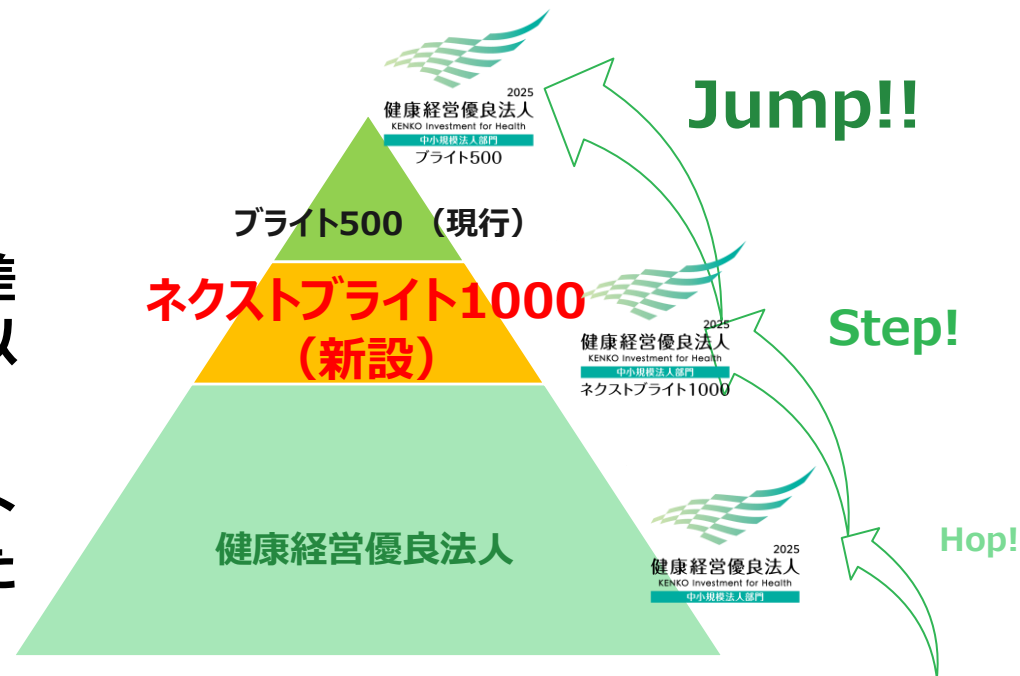 2025
健康経営優良法人
KENKO Investment for Health
中小規模法人部門
ブライト500
Jump!!
ブライト500 （現行）
ネクストブライト1000
（新設）
2025
健康経営優良法人
KENKO Investment for Health
中小規模法人部門
ネクストブライト1000
Step!
健康経営優良法人
2025
健康経営優良法人
KENKO Investment for Health
中小規模法人部門
Hop!